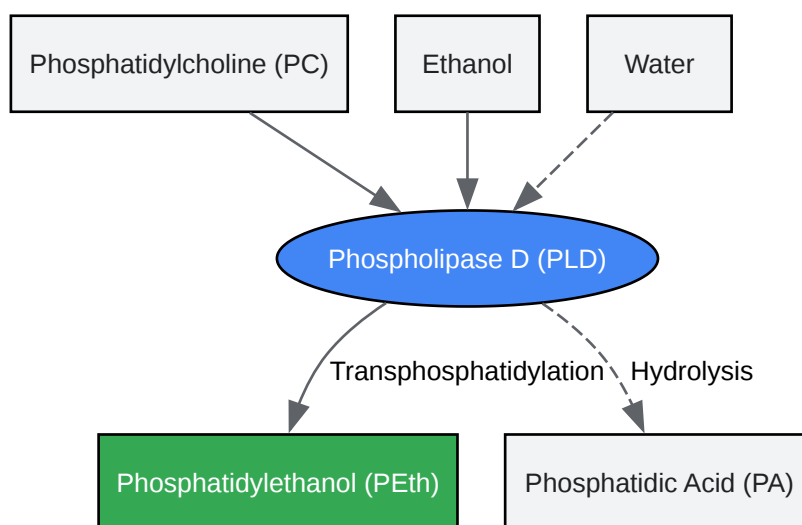 Phosphatidylcholine (PC)
Ethanol
Water
Phospholipase D (PLD)
Transphosphatidylation
Hydrolysis
Phosphatidylethanol (PEth)
Phosphatidic Acid (PA)